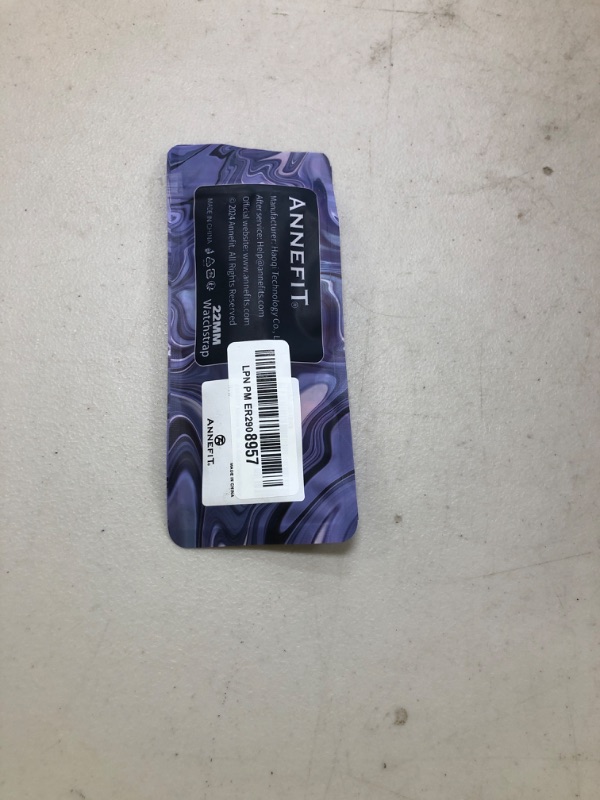 ANNEFIT®
Manufacturer: Hanq. Technology Co., L
After service: Help@annefits.com
Official website: www.annefits.com
© 2024 Annefit. All Rights Reserved
MADE IN CHINA
22MM
Watchstrap
LPN PM ER2908957
ANNEFIT.
MADE IN CHINA